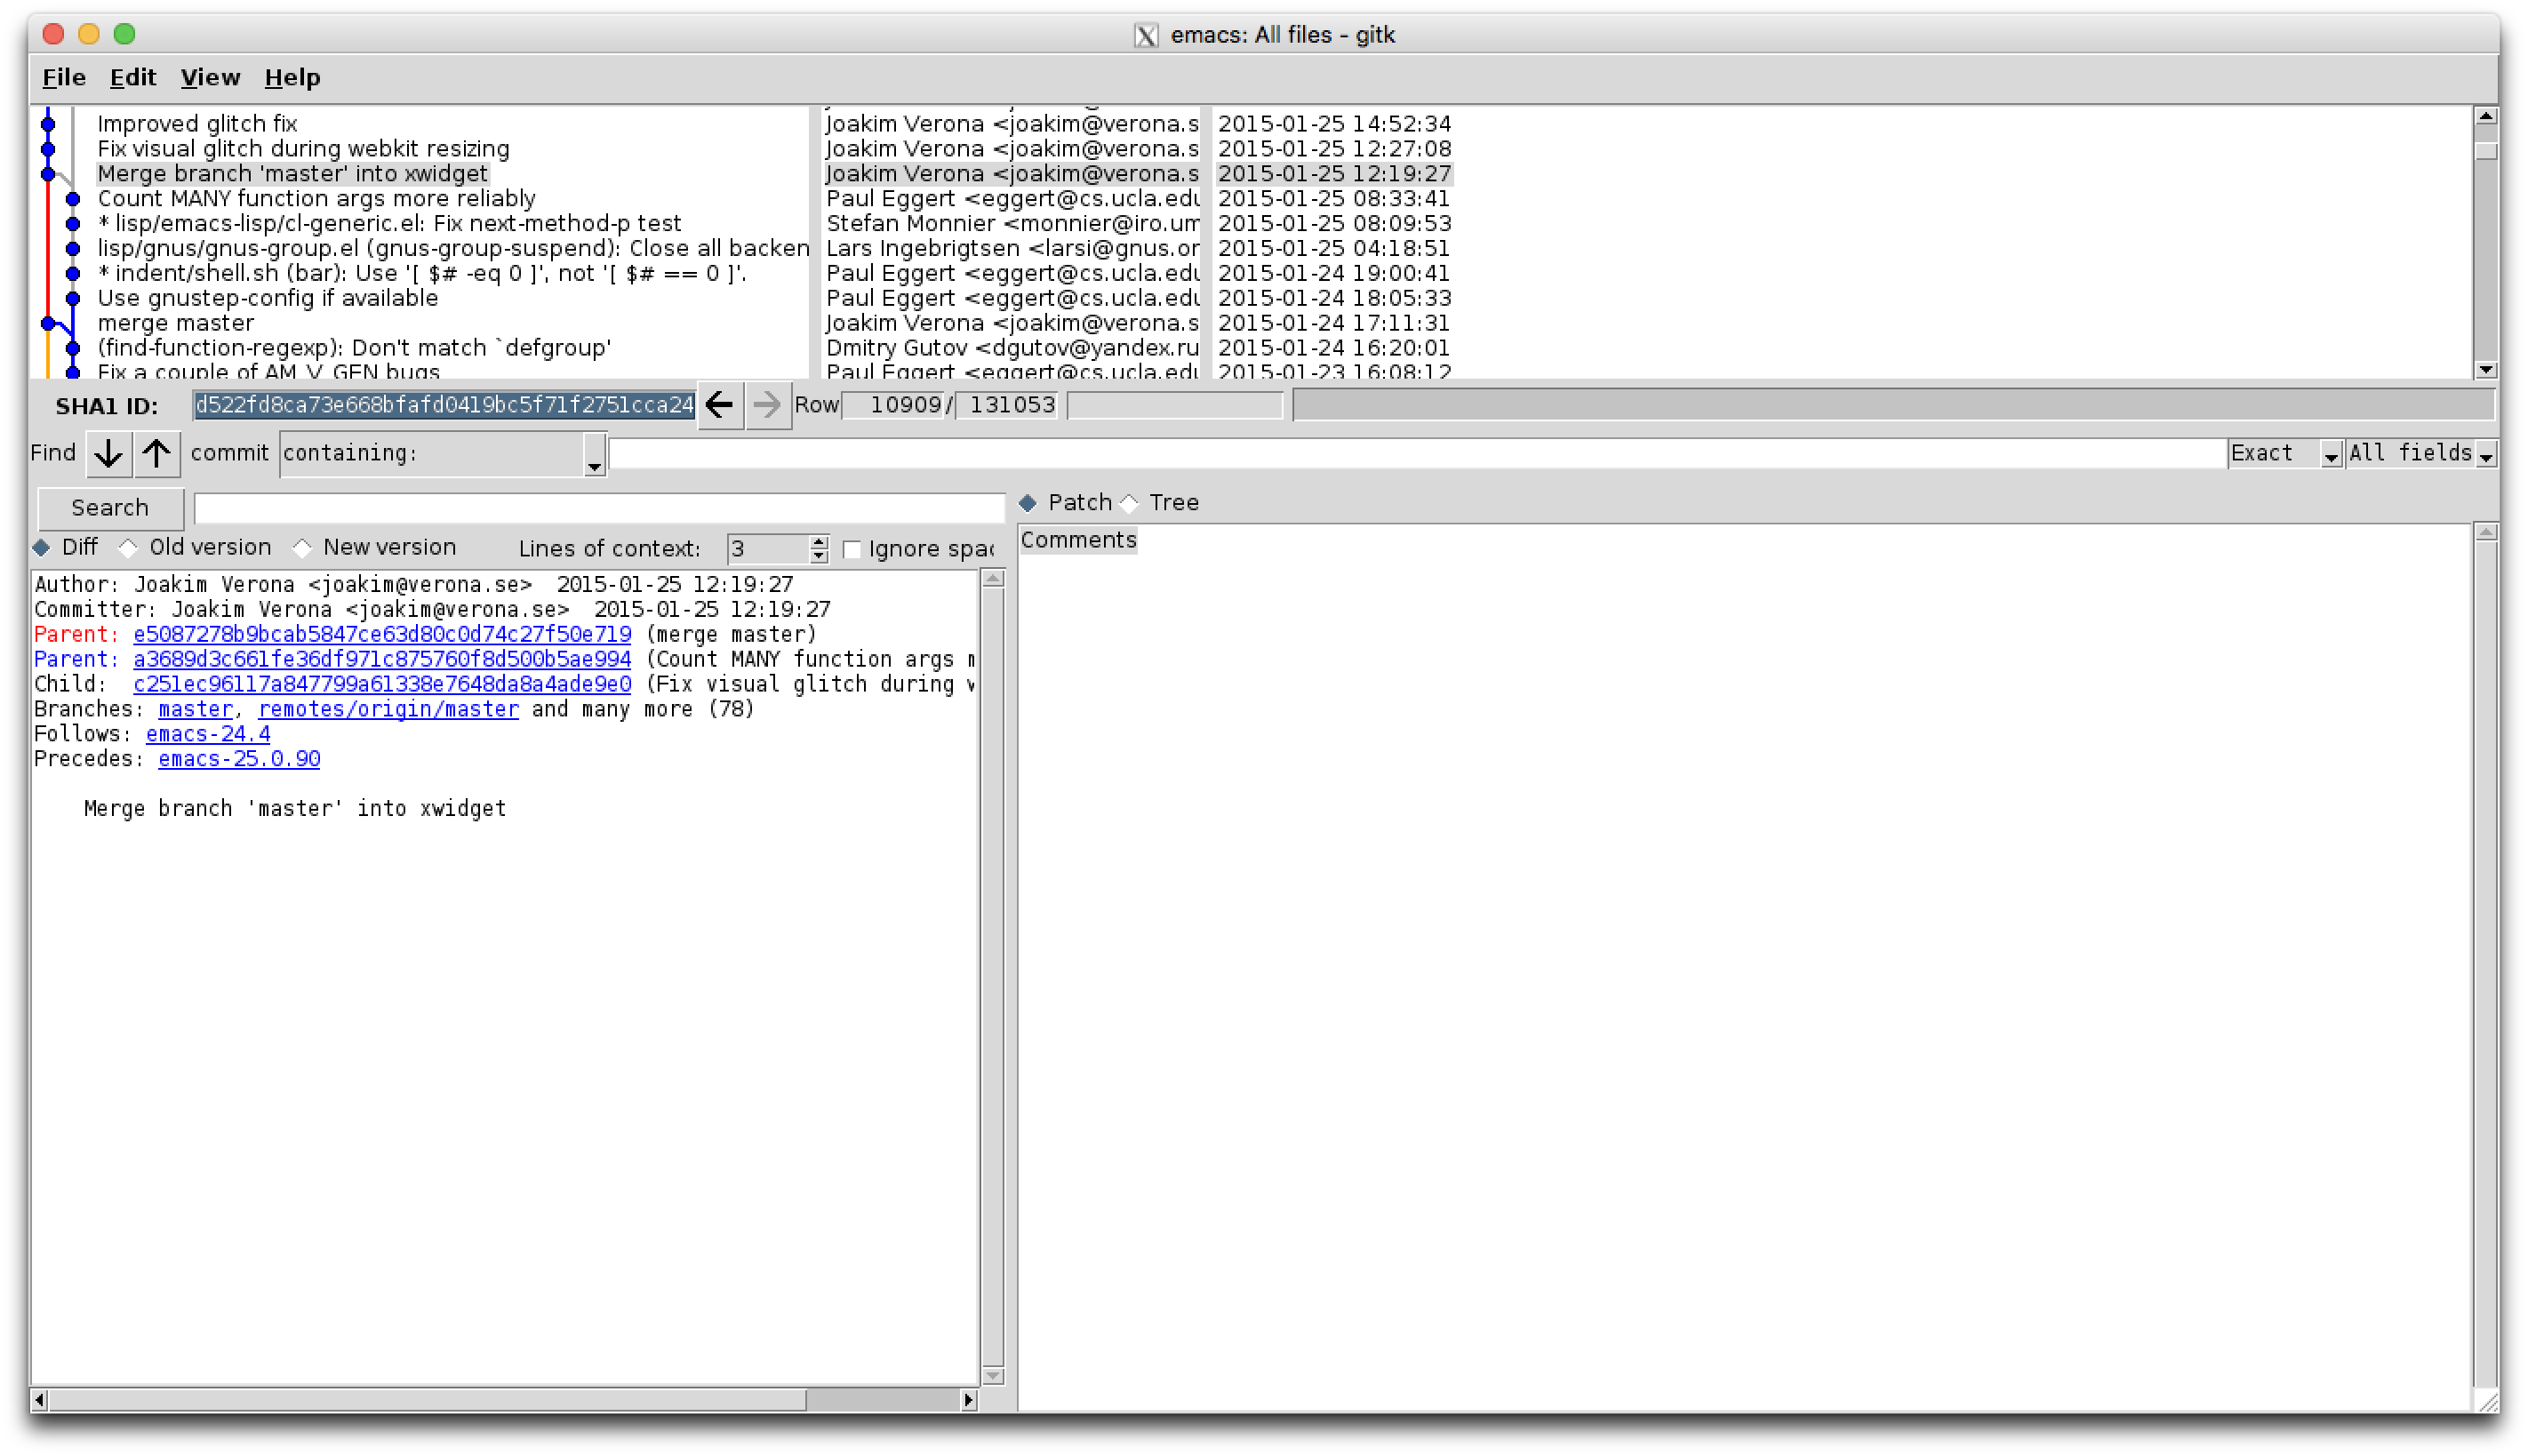 emacs: All files - gitk
File Edit View Help
Improved glitch fix Joakim Verona <joakim@verona.s 2015-01-25 14:52:34
Fix visual glitch during webkit resizing Joakim Verona <joakim@verona.s 2015-01-25 12:27:08
Merge branch 'master' into xwidget Joakim Verona <joakim@verona.s 2015-01-25 12:19:27
Count MANY function args more reliably Paul Eggert <eggert@cs.ucla.edu 2015-01-25 08:33:41
* lisp/emacs-lisp/cl-generic.el: Fix next-method-p test Stefan Monnier <monnier@iro.um 2015-01-25 08:09:53
lisp/gnus/gnus-group.el (gnus-group-suspend): Close all backen Lars Ingebrigtsen <larsi@gnus.or 2015-01-25 04:18:51
* indent/shell.sh (bar): Use '[ $# -eq 0 ]', not '[ $# == 0 ]'. Paul Eggert <eggert@cs.ucla.edu 2015-01-24 19:00:41
Use gnustep-config if available Paul Eggert <eggert@cs.ucla.edu 2015-01-24 18:05:33
merge master Joakim Verona <joakim@verona.s 2015-01-24 17:11:31
(find-function-regexp): Don't match `defgroup' Dmitry Gutov <dgutov@yandex.ru 2015-01-24 16:20:01
Fix a couple of AM_V_GEN bugs Paul Eggert <eggert@cs.ucla.edu 2015-01-23 16:08:12
SHA1 ID: d522fd8ca73e668bfafd0419bc5f71f2751cca24 Row 10909 / 131053
Find commit containing: Exact All fields
Search Patch Tree
Diff Old version New version Lines of context: 3 Ignore spac
Comments
Author: Joakim Verona <joakim@verona.se>  2015-01-25 12:19:27
Committer: Joakim Verona <joakim@verona.se>  2015-01-25 12:19:27
Parent: e5087278b9bcab5847ce63d80c0d74c27f50e719 (merge master)
Parent: a3689d3c661fe36df971c875760f8d500b5ae994 (Count MANY function args m
Child:  c251ec96117a847799a61338e7648da8a4ade9e0 (Fix visual glitch during w
Branches: master, remotes/origin/master and many more (78)
Follows: emacs-24.4
Precedes: emacs-25.0.90
Merge branch 'master' into xwidget